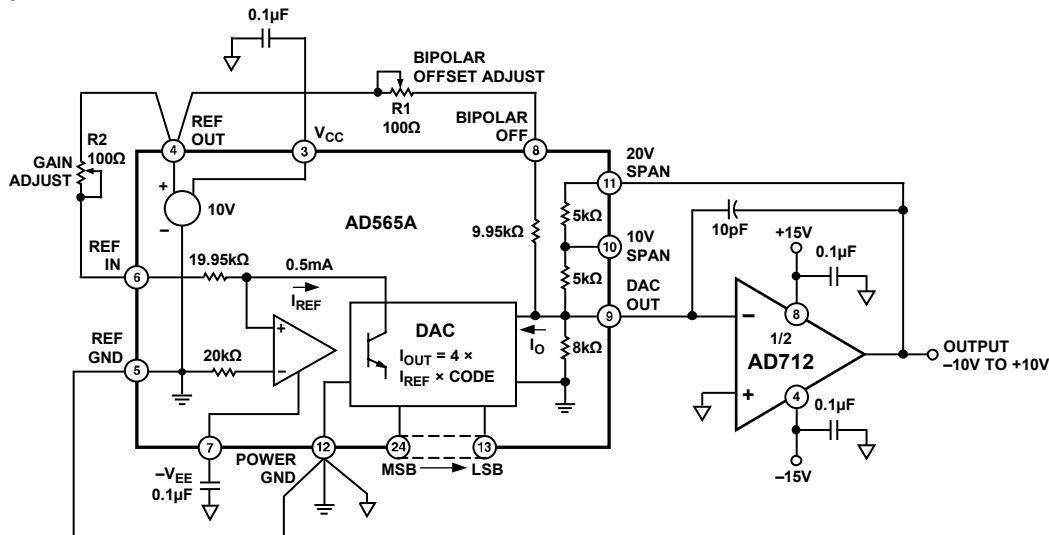 0.1µF
BIPOLAR
OFFSET ADJUST
R1
100Ω
REF
OUT
VCC
BIPOLAR
OFF
R2
100Ω
GAIN
ADJUST
4
3
8
20V
SPAN
11
+
10V
–
AD565A
9.95kΩ
5kΩ
10
10V
SPAN
5kΩ
10pF
+15V
0.1µF
REF
IN
6
19.95kΩ
0.5mA
IREF
DAC
OUT
9
–
8
1/2
AD712
OUTPUT
–10V TO +10V
+
4
0.1µF
–15V
REF
GND
5
20kΩ
+
–
DAC
IOUT = 4 ×
IREF × CODE
IO
8kΩ
7
12
24
13
–VEE
0.1µF
POWER
GND
MSB
LSB